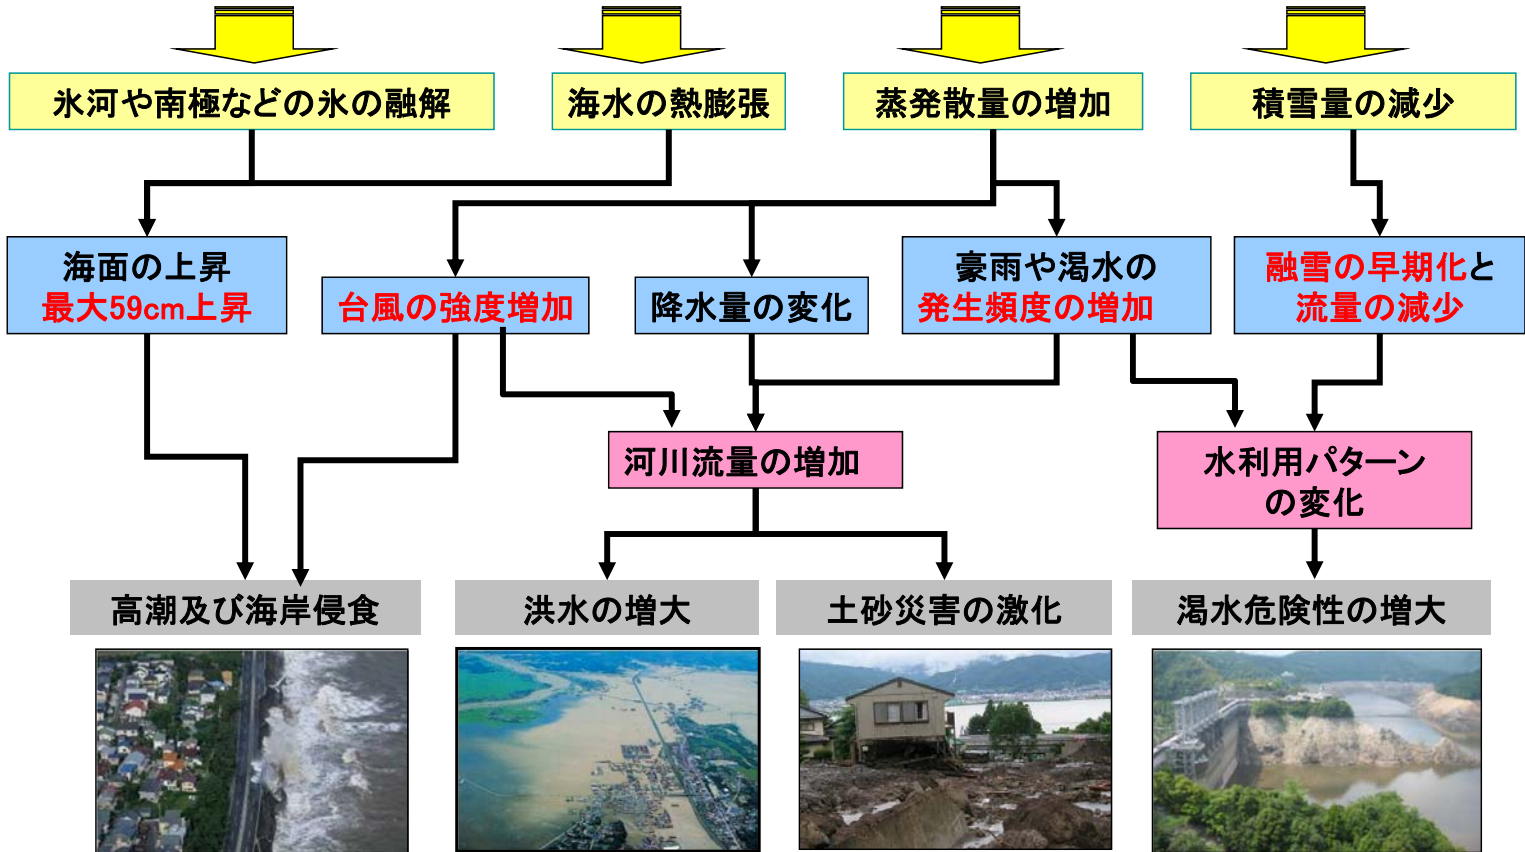 氷河や南極などの氷の融解
海水の熱膨張
蒸発散量の増加
積雪量の減少
海面の上昇
最大59cm上昇
台風の強度増加
降水量の変化
豪雨や渇水の
発生頻度の増加
融雪の早期化と
流量の減少
河川流量の増加
水利用パターン
の変化
高潮及び海岸侵食
洪水の増大
土砂災害の激化
渇水危険性の増大